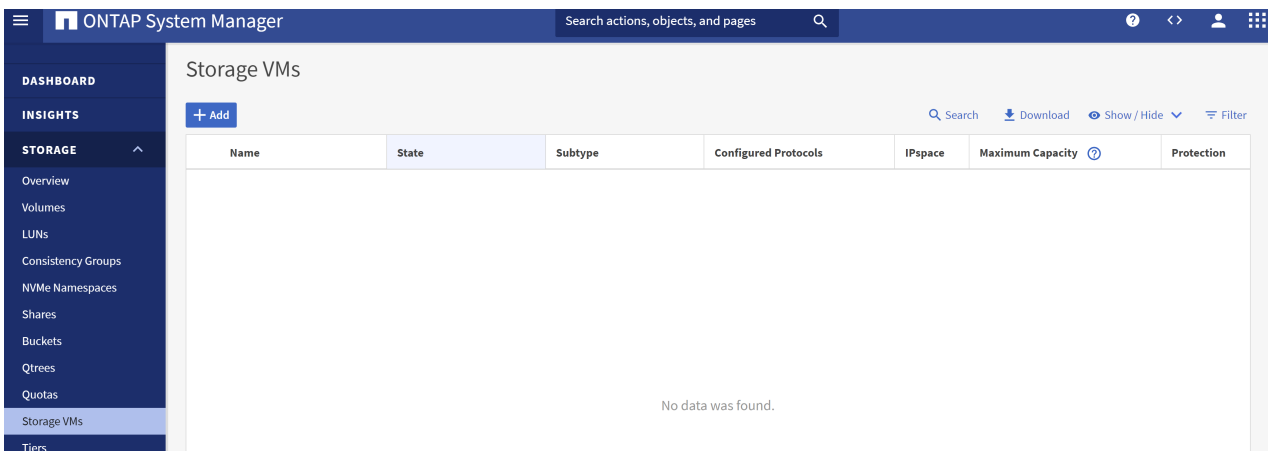 ONTAP System Manager
Search actions, objects, and pages
DASHBOARD
INSIGHTS
STORAGE
Overview
Volumes
LUNs
Consistency Groups
NVMe Namespaces
Shares
Buckets
Qtrees
Quotas
Storage VMs
Tiers
Storage VMs
Add
Search Download Show / Hide Filter
Name State Subtype Configured Protocols IPspace Maximum Capacity Protection
No data was found.